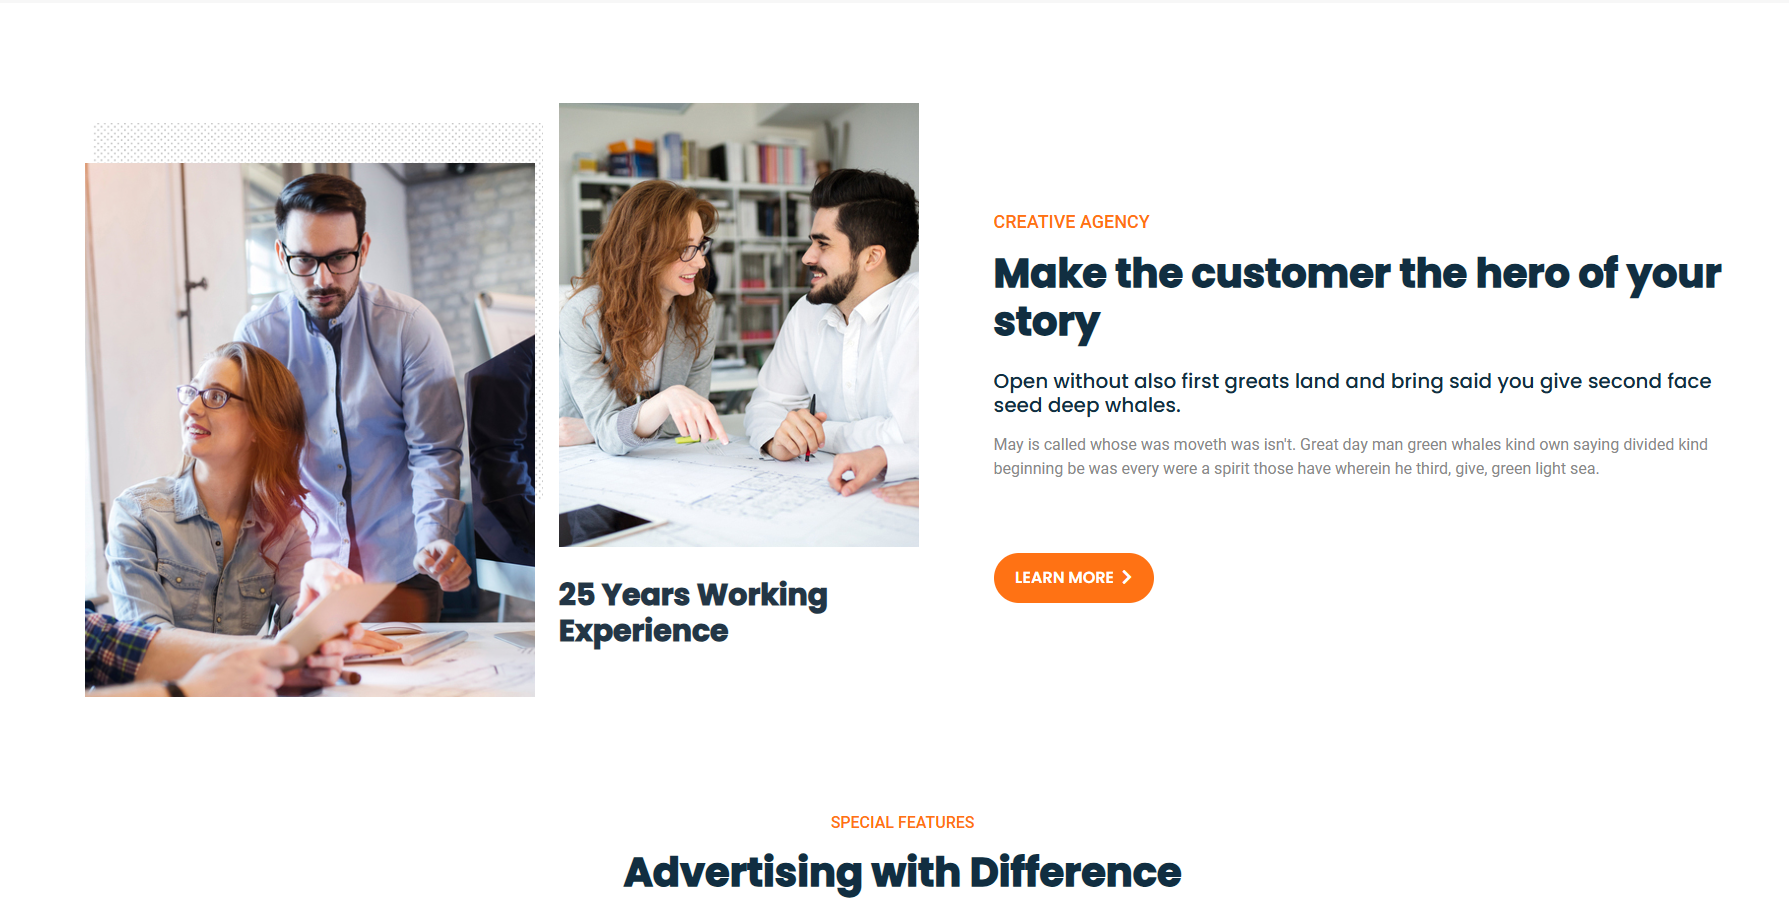 CREATIVE AGENCY
Make the customer the hero of your
story
Open without also first greats land and bring said you give second face
seed deep whales.
May is called whose was moveth was isn't. Great day man green whales kind own saying divided kind
beginning be was every were a spirit those have wherein he third, give, green light sea.
LEARN MORE
25 Years Working
Experience
SPECIAL FEATURES
Advertising with Difference